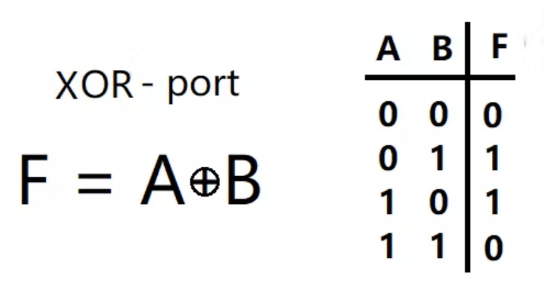 XOR - port
F = A⊕B
A B F
0 0 0
0 1 1
1 0 1
1 1 0